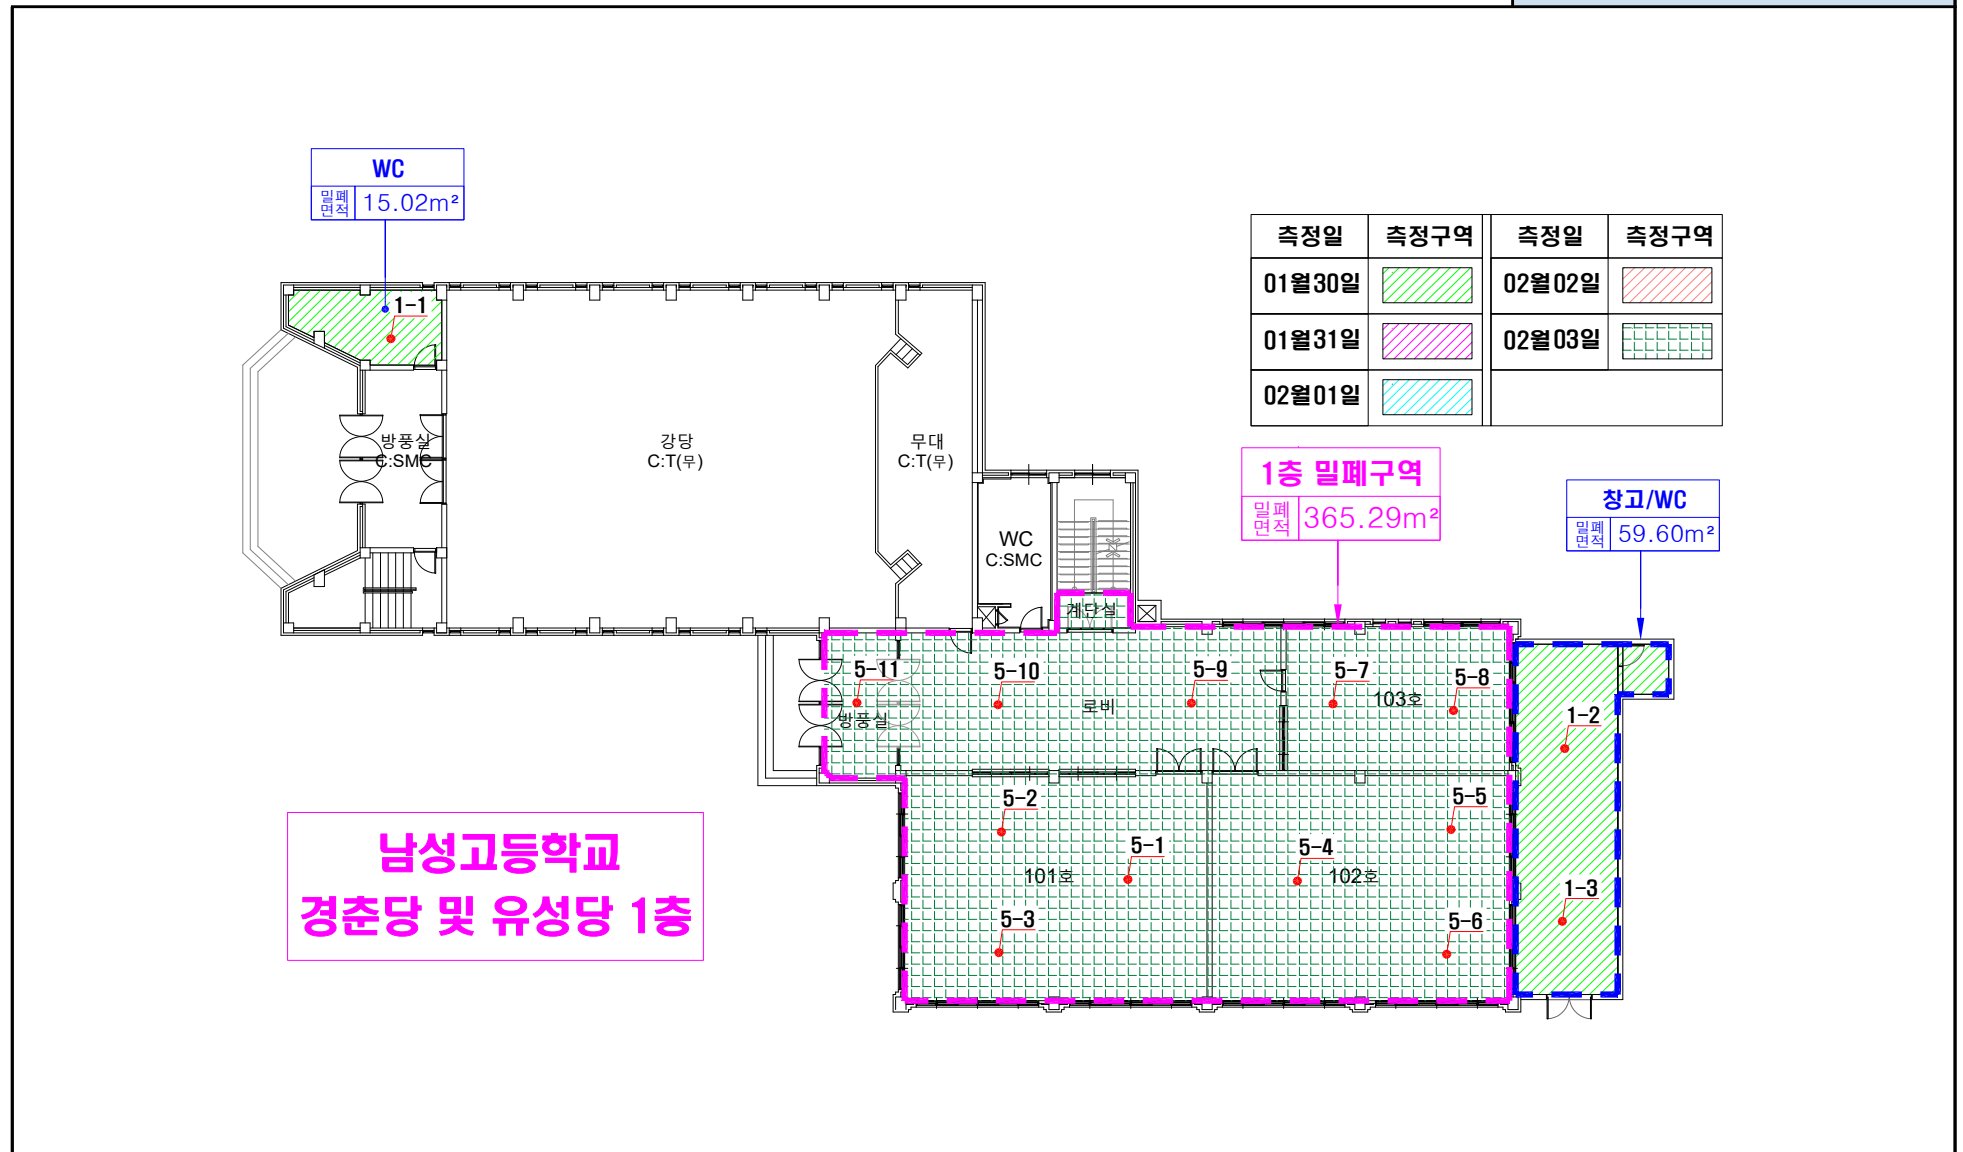 WC
밀폐
면적 15.02m²
측정일 측정구역 측정일 측정구역
01월30일 02월02일
01월31일 02월03일
02월01일
1-1
방풍실
C:SMC
강당
C:T(무)
무대
C:T(무)
WC
C:SMC
계단실
1층 밀폐구역
밀폐
면적 365.29m²
창고/WC
밀폐
면적 59.60m²
5-11
5-10
5-9
5-7
5-8
방풍실
로비
103호
1-2
5-2
5-1
5-5
5-4
101호
102호
1-3
5-3
5-6
남성고등학교
경춘당 및 유성당 1층